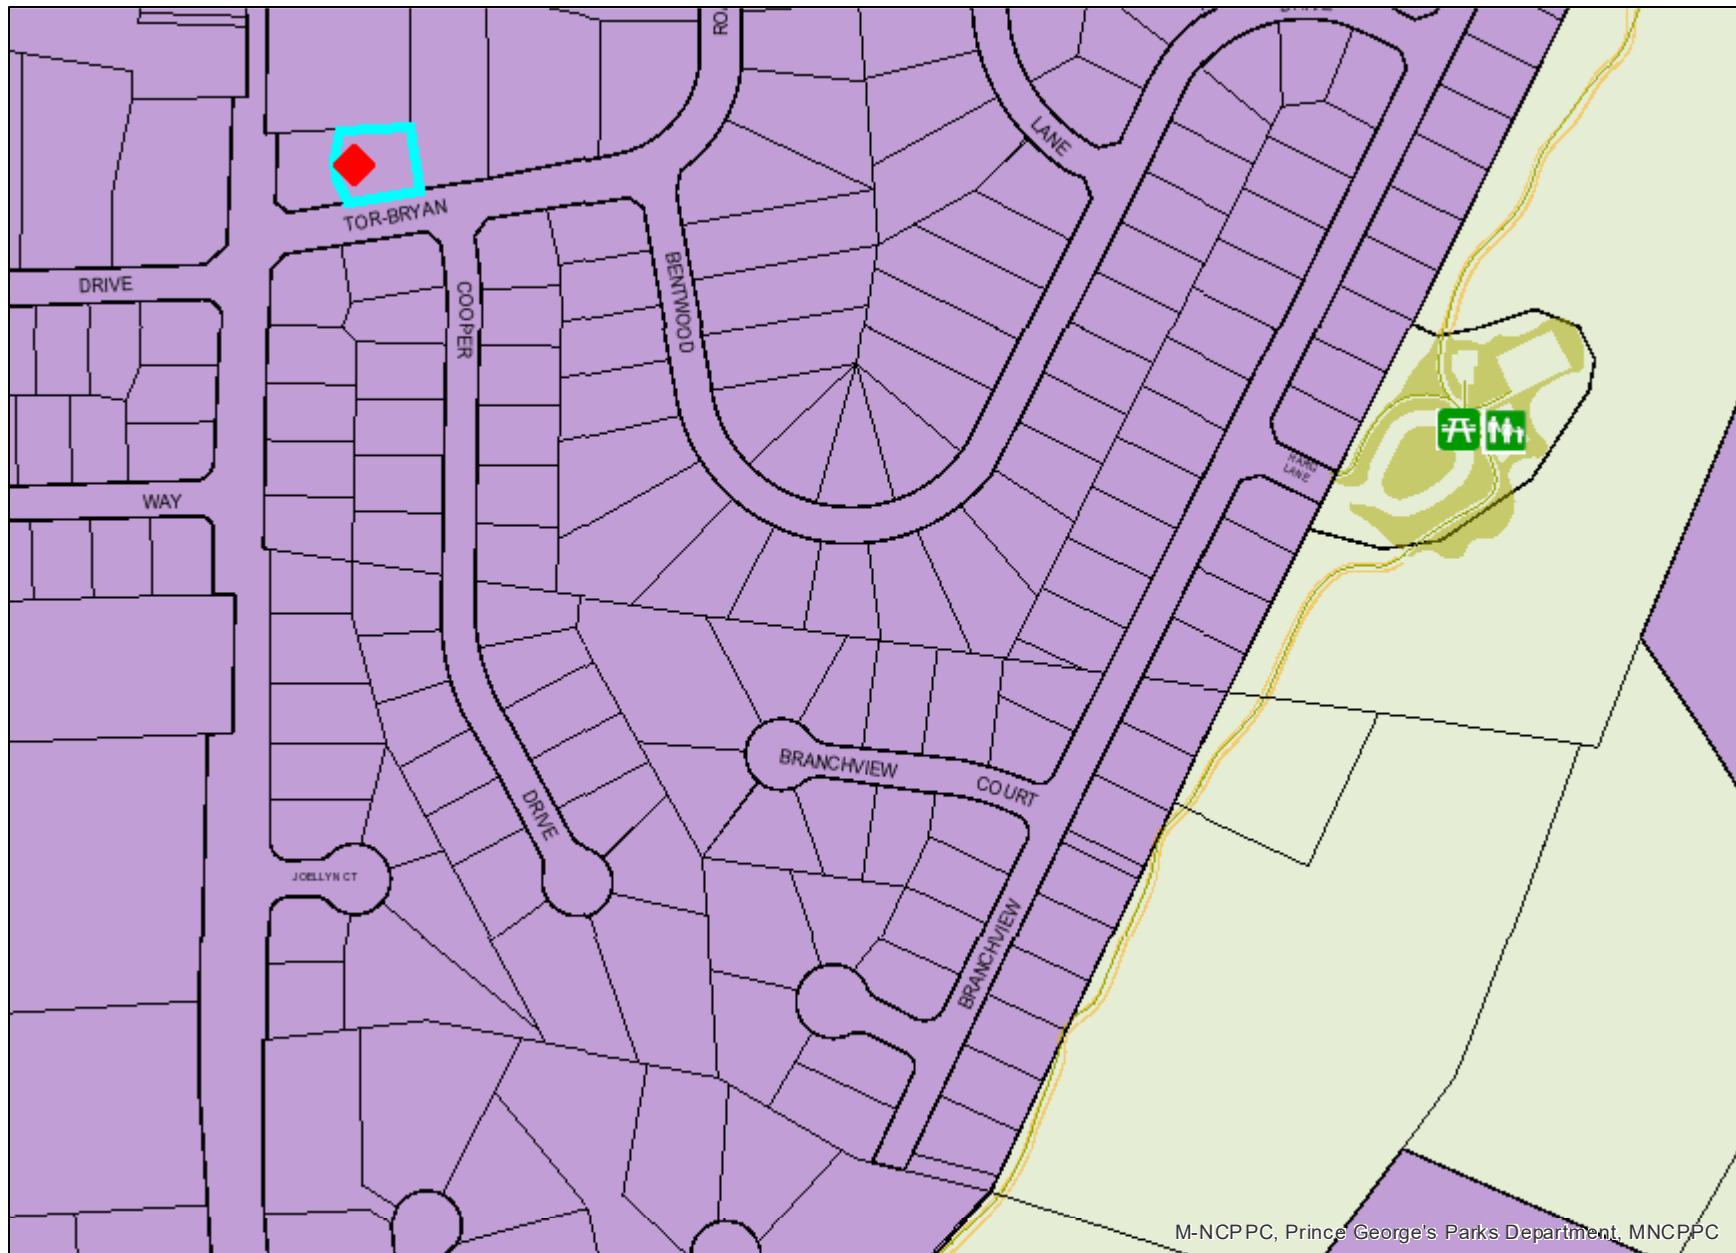 LANE
TOR-BRYAN
DRIVE
COOPER
BENTWOOD
LANE
WAY
BRANCHVIEW
COURT
DRIVE
JOELLYN CT
BRANCHVIEW
M-NCPPC, Prince George's Parks Department, MNCPPC